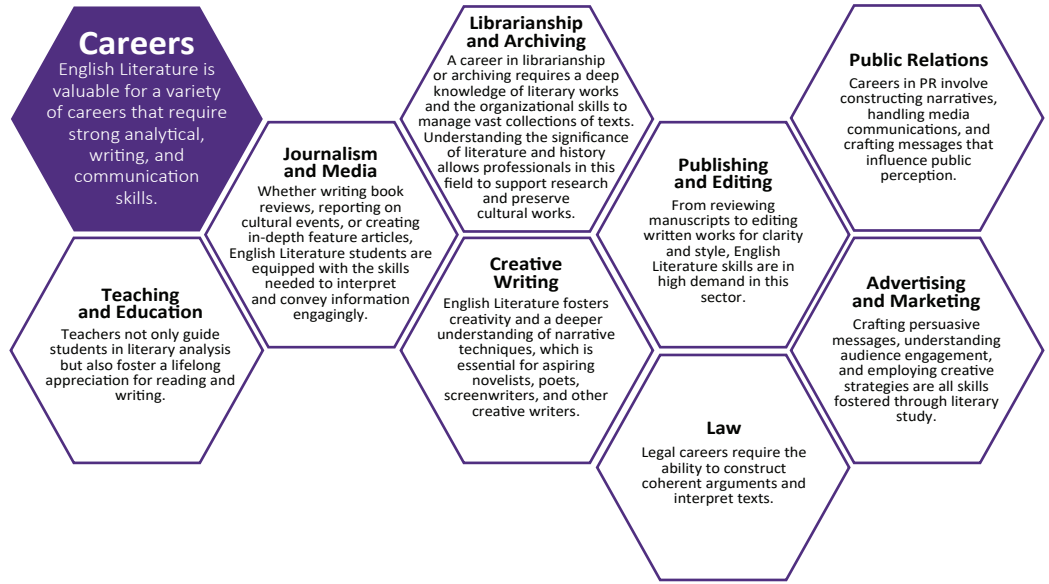 Careers
English Literature is
valuable for a variety
of careers that require
strong analytical,
writing, and
communication
skills.
Teaching
and Education
Teachers not only guide
students in literary analysis
but also foster a lifelong
appreciation for reading and
writing.
Journalism
and Media
Whether writing book
reviews, reporting on
cultural events, or creating
in-depth feature articles,
English Literature students are
equipped with the skills
needed to interpret
and convey information
engagingly.
Librarianship
and Archiving
A career in librarianship
or archiving requires a deep
knowledge of literary works
and the organizational skills to
manage vast collections of texts.
Understanding the significance
of literature and history
allows professionals in this
field to support research
and preserve
cultural works.
Creative
Writing
English Literature fosters
creativity and a deeper
understanding of narrative
techniques, which is
essential for aspiring
novelists, poets,
screenwriters, and other
creative writers.
Publishing
and Editing
From reviewing
manuscripts to editing
written works for clarity
and style, English
Literature skills are in
high demand in this
sector.
Law
Legal careers require the
ability to construct
coherent arguments and
interpret texts.
Public Relations
Careers in PR involve
constructing narratives,
handling media
communications, and
crafting messages that
influence public
perception.
Advertising
and Marketing
Crafting persuasive
messages, understanding
audience engagement,
and employing creative
strategies are all skills
fostered through literary
study.